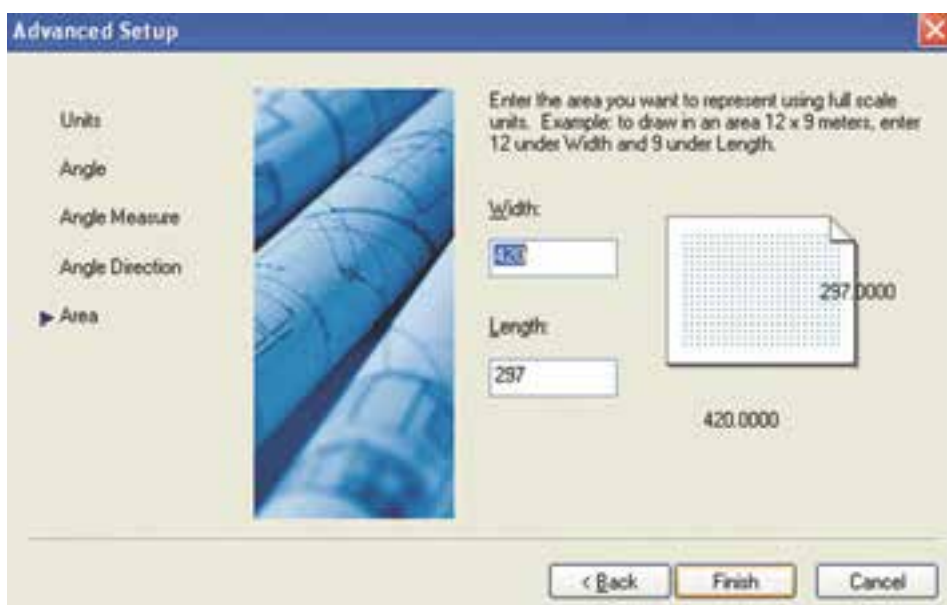 Advanced Setup
Units
Angle
Angle Measure
Angle Direction
Area
Enter the area you want to represent using full scale
units. Example: to draw in an area 12 x 9 meters, enter
12 under Width and 9 under Length.
Width:
420
Length:
297
297.0000
420.0000
< Back
Finish
Cancel